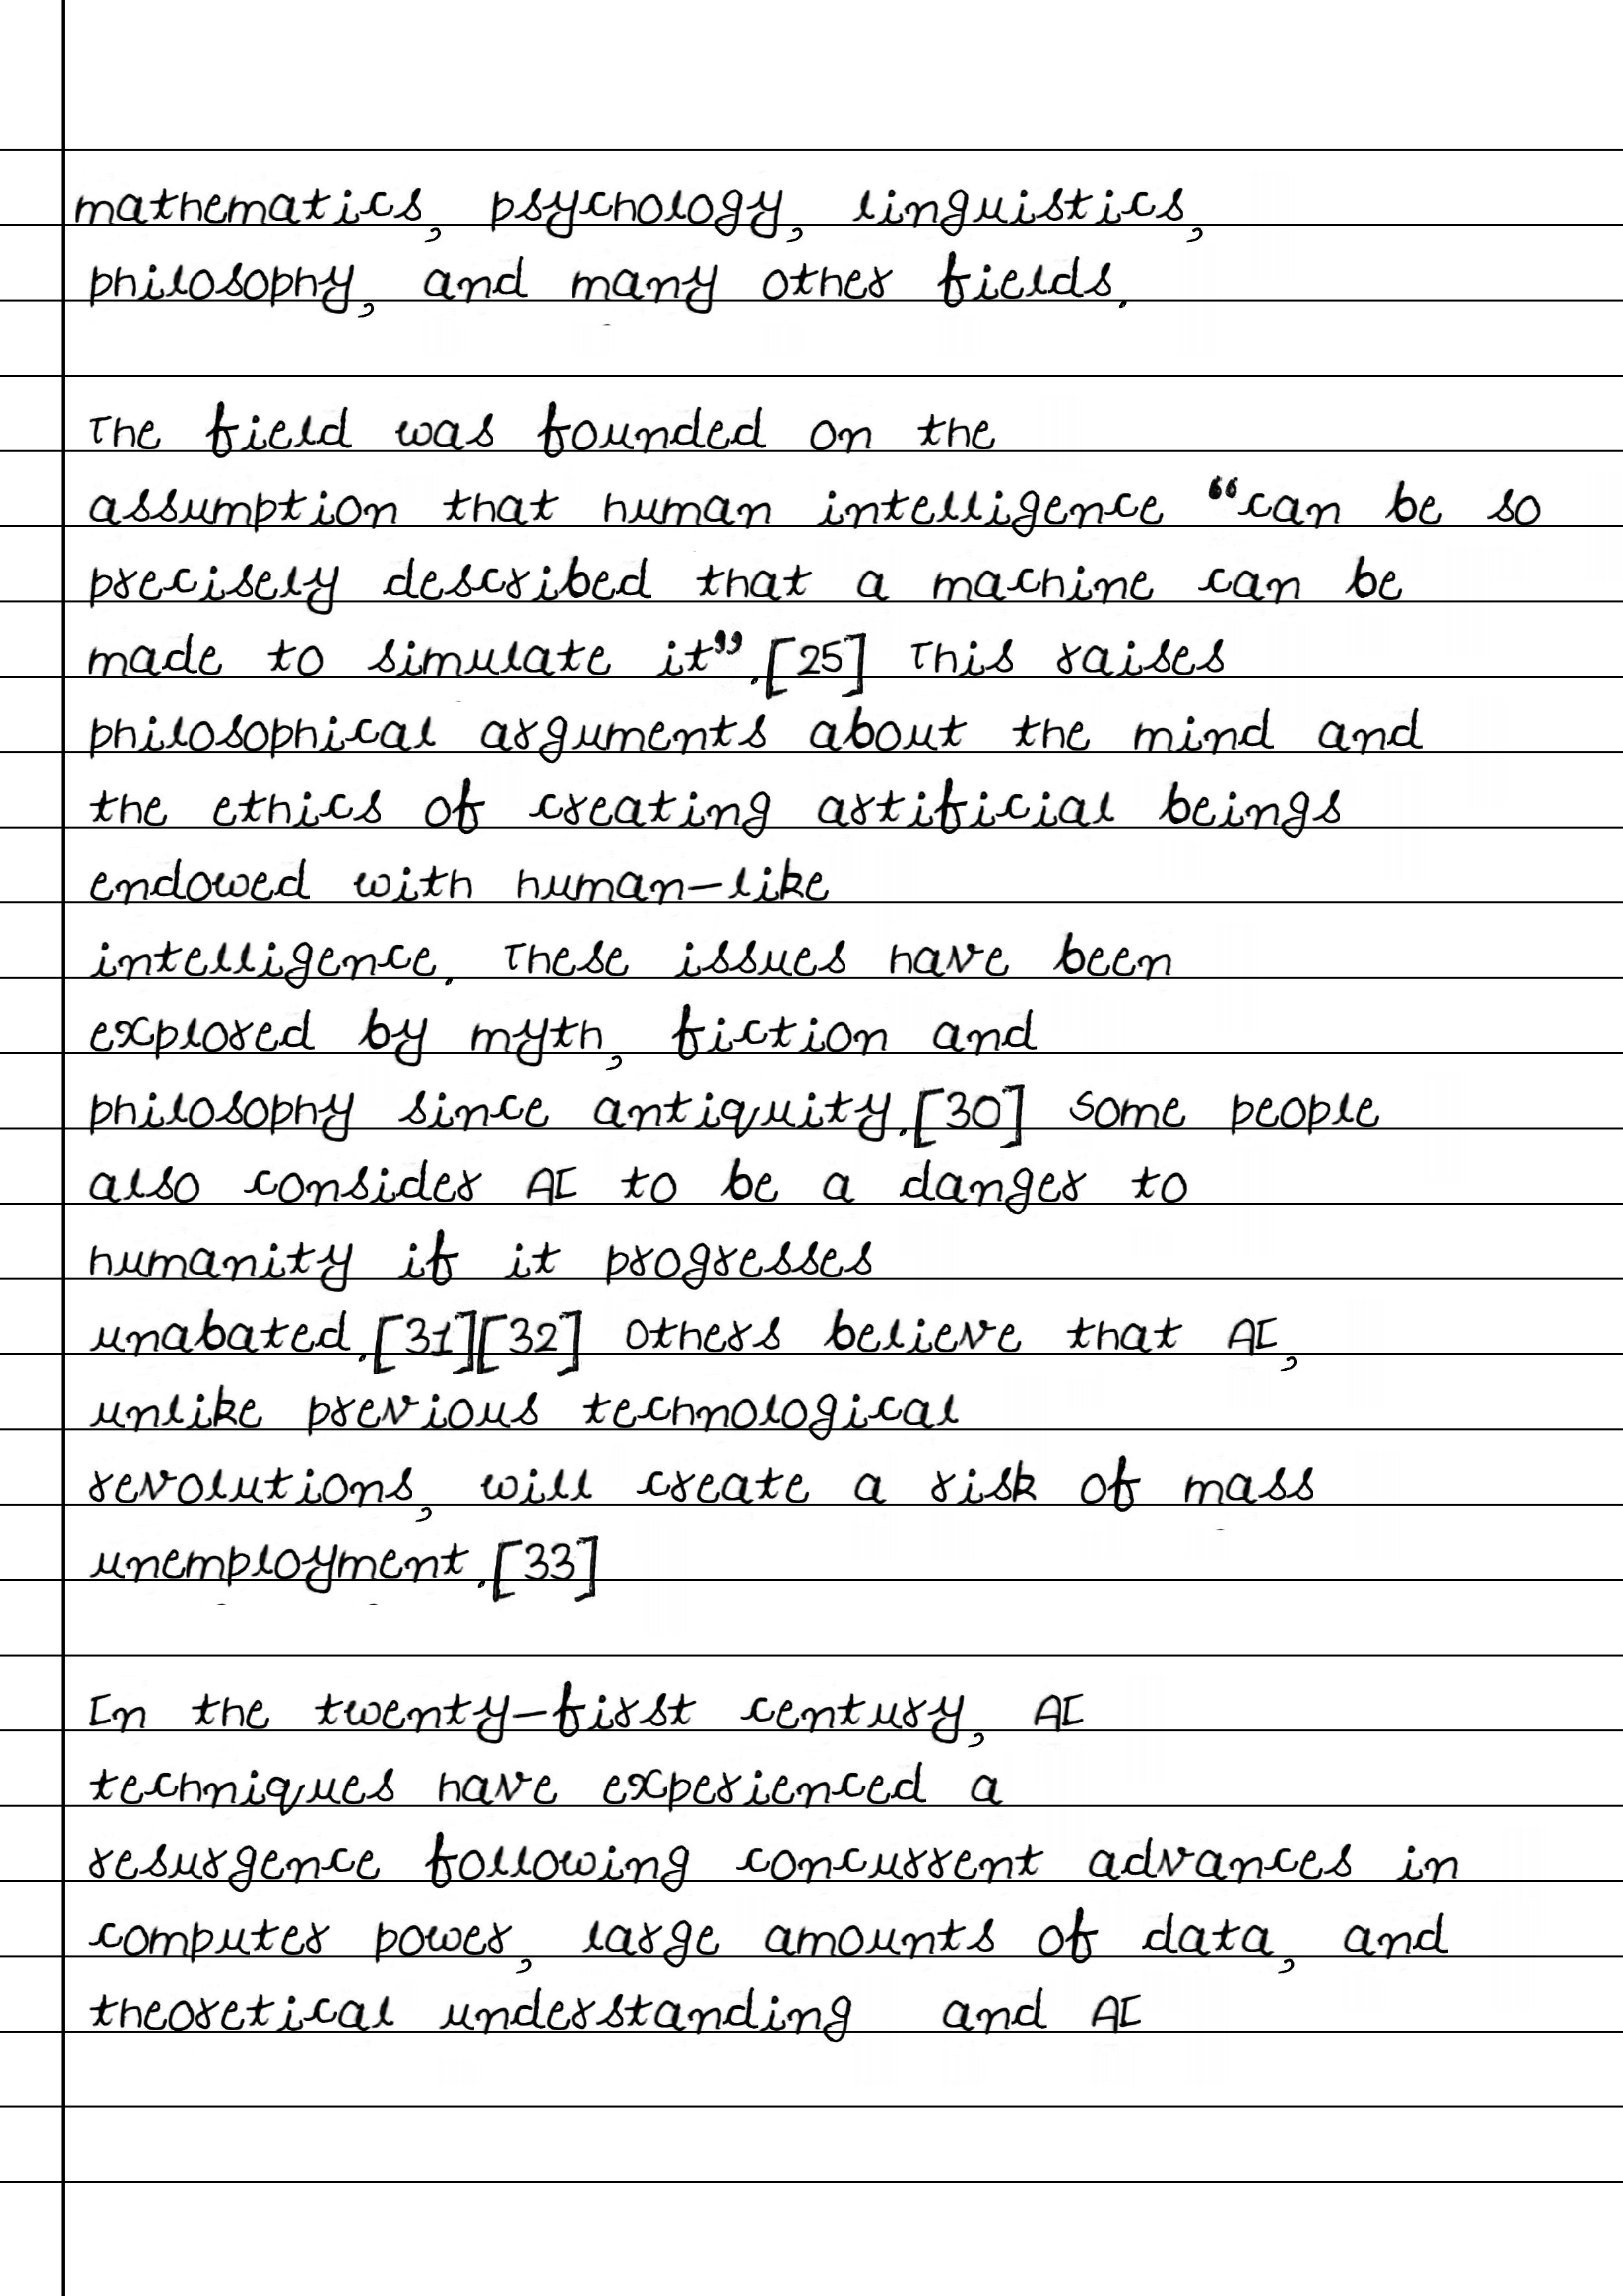 mathematics, psychology, linguistics,
philosophy, and many other fields.
The field was founded on the
assumption that human intelligence “can be so
precisely described that a machine can be
made to simulate it”.[25] This raises
philosophical arguments about the mind and
the ethics of creating artificial beings
endowed with human-like
intelligence. These issues have been
explored by myth, fiction and
philosophy since antiquity.[30] Some people
also consider AI to be a danger to
humanity if it progresses
unabated.[31][32] Others believe that AI,
unlike previous technological
revolutions, will create a risk of mass
unemployment.[33]
In the twenty-first century, AI
techniques have experienced a
resurgence following concurrent advances in
computer power, large amounts of data, and
theoretical understanding and AI